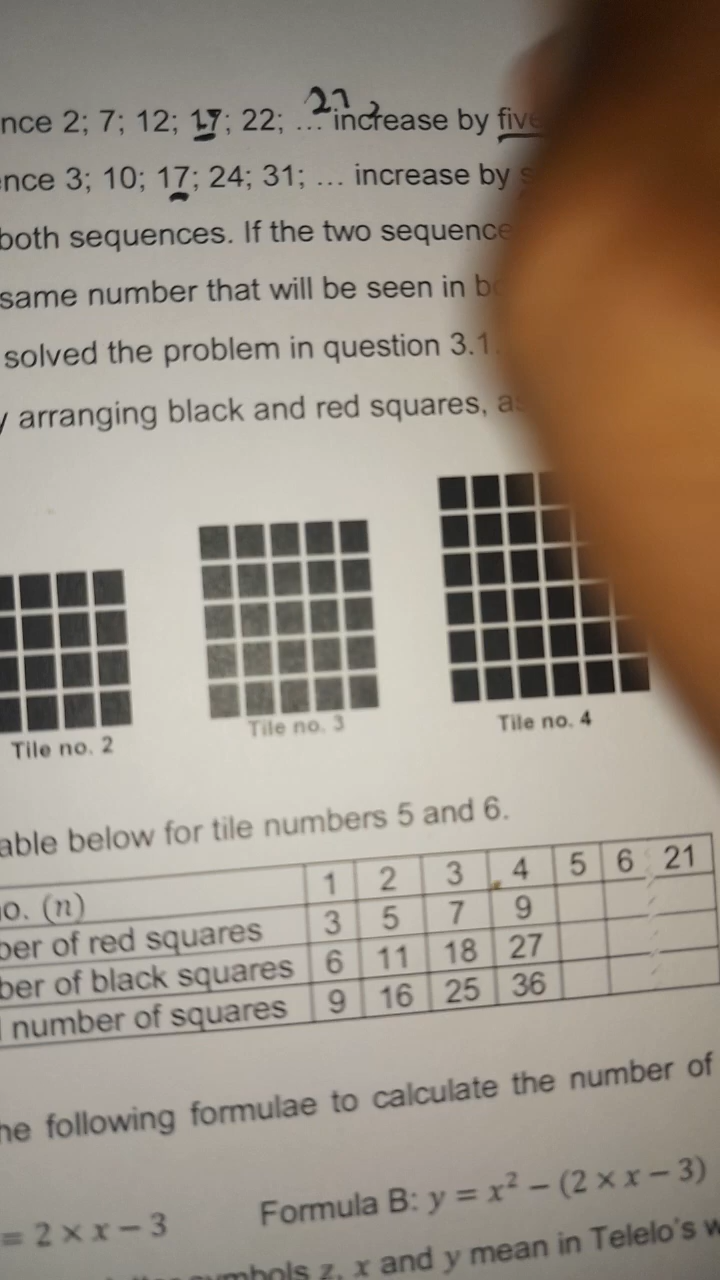 27
nce 2; 7; 12; 17; 22; ... increase by five
nce 3; 10; 17; 24; 31; ... increase by
both sequences. If the two sequence
same number that will be seen in
solved the problem in question 3.1
y arranging black and red squares,
Tile no. 2
Tile no. 3
Tile no. 4
able below for tile numbers 5 and 6.
o. (n) 1 2 3 4 5 6 21
ber of red squares 3 5 7 9
ber of black squares 6 11 18 27
number of squares 9 16 25 36
he following formulae to calculate the number of
= 2 × x − 3 Formula B: y = x² − (2 × x − 3)
symbols z, x and y mean in Telelo's